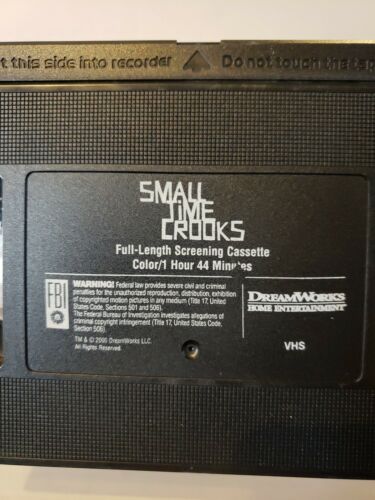 t this side into recorder Do not touch the tap
SMALL
TIME
CROOKS
Full-Length Screening Cassette
Color/1 Hour 44 Minutes
FBI
WARNING! Federal law provides severe civil and criminal
penalties for the unauthorized reproduction, distribution, exhibition
of copyrighted motion pictures in any medium (Title 17, United
States Code, Sections 501 and 506).
The Federal Bureau of Investigation investigates allegations of
criminal copyright infringement (Title 17, United States Code,
Section 506).
TM & © 2000 DreamWorks LLC.
All Rights Reserved.
DREAMWORKS
HOME ENTERTAINMENT
VHS